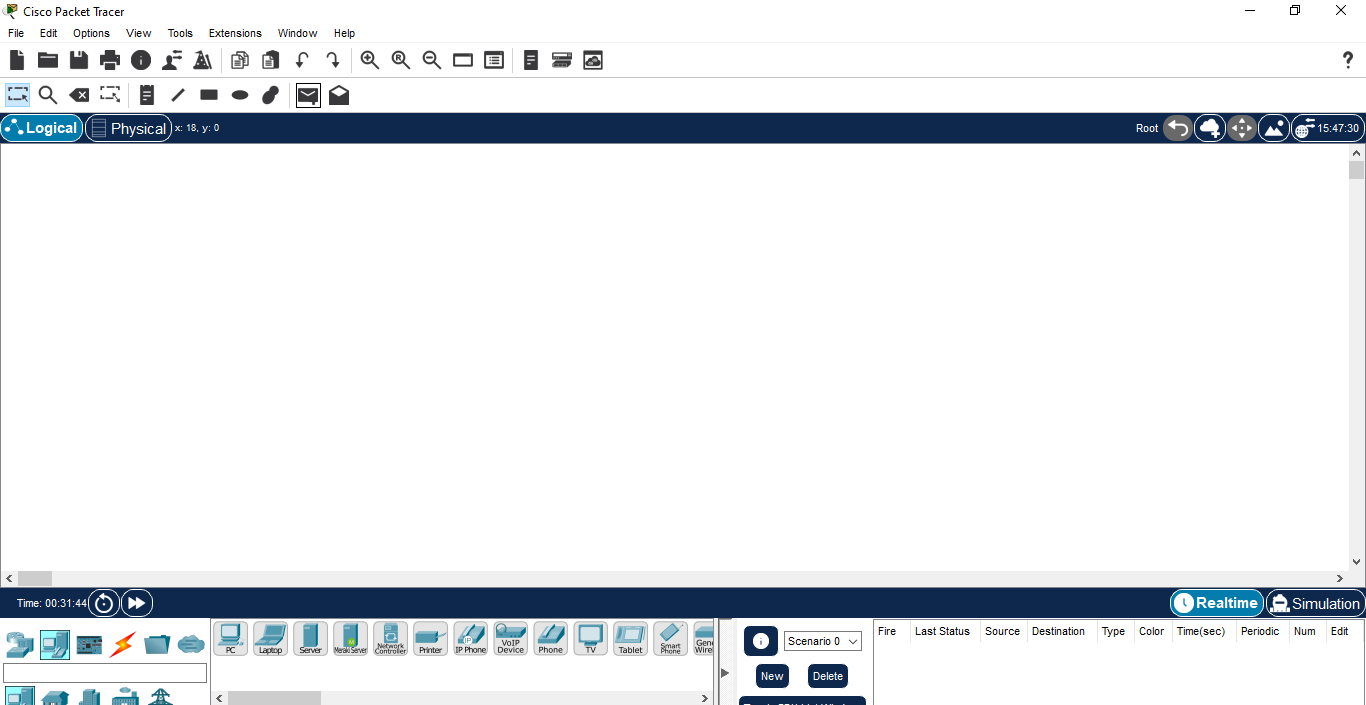 Cisco Packet Tracer
File Edit Options View Tools Extensions Window Help
Logical Physical x: 18, y: 0 Root 15:47:30
Time: 00:31:44 Realtime Simulation
PC Laptop Server Meraki Server Network Controller Printer IP Phone VoIP Device Phone TV Tablet Smart Phone
Scenario 0
New Delete
Fire Last Status Source Destination Type Color Time(sec) Periodic Num Edit